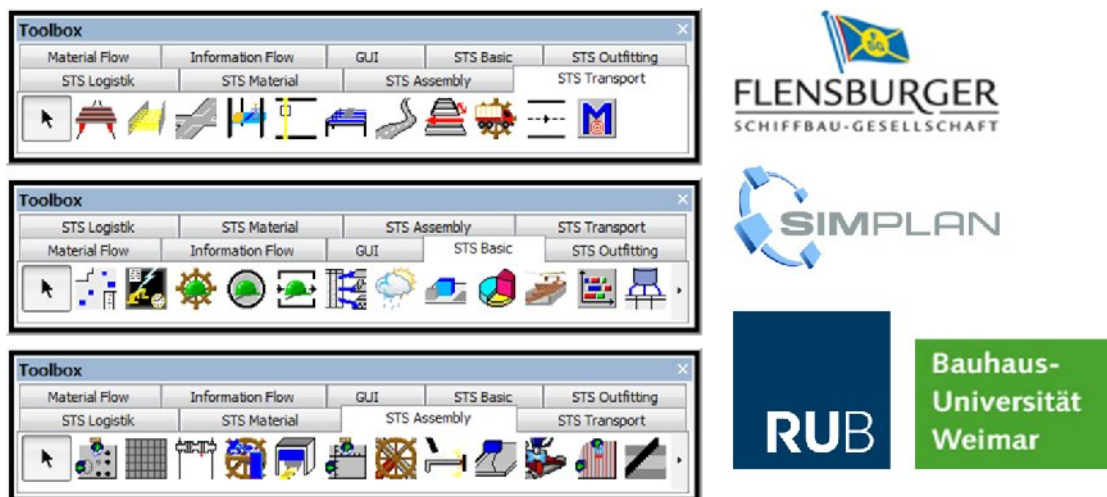 Toolbox
Material Flow Information Flow GUI STS Basic STS Outfitting
STS Logistik STS Material STS Assembly STS Transport
M
Toolbox
STS Logistik STS Material STS Assembly STS Transport
Material Flow Information Flow GUI STS Basic STS Outfitting
Toolbox
Material Flow Information Flow GUI STS Basic STS Outfitting
STS Logistik STS Material STS Assembly STS Transport
FLENSBURGER
SCHIFFBAU-GESELLSCHAFT
SIMPLAN
RUB
Bauhaus-
Universität
Weimar